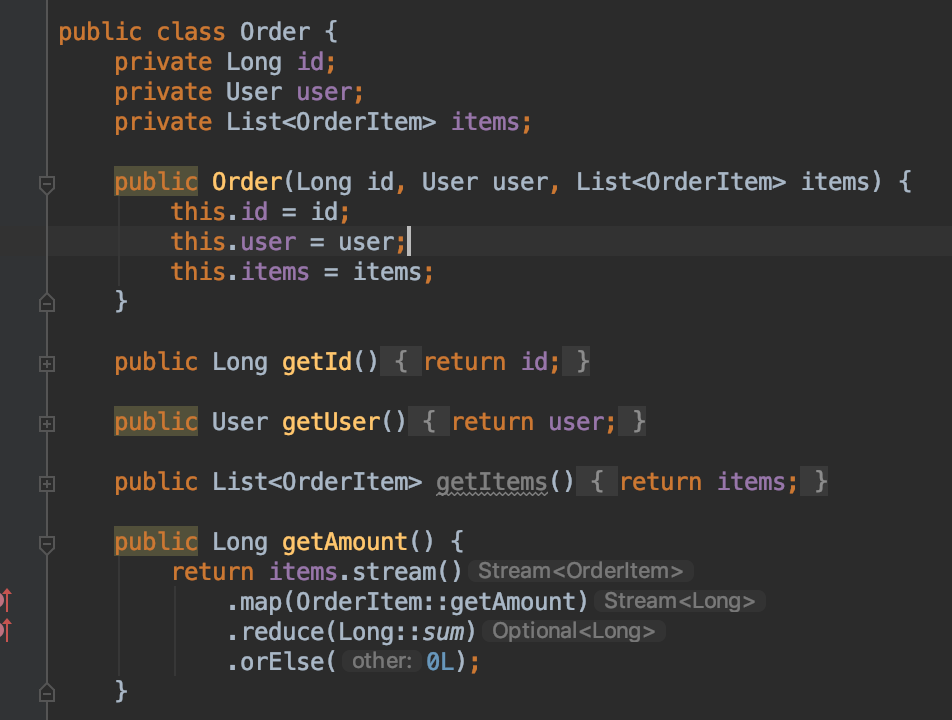 public class Order {
    private Long id;
    private User user;
    private List<OrderItem> items;
    public Order(Long id, User user, List<OrderItem> items) {
        this.id = id;
        this.user = user;
        this.items = items;
    }
    public Long getId() { return id; }
    public User getUser() { return user; }
    public List<OrderItem> getItems() { return items; }
    public Long getAmount() {
        return items.stream() Stream<OrderItem>
            .map(OrderItem::getAmount) Stream<Long>
            .reduce(Long::sum) Optional<Long>
            .orElse( other: 0L);
    }